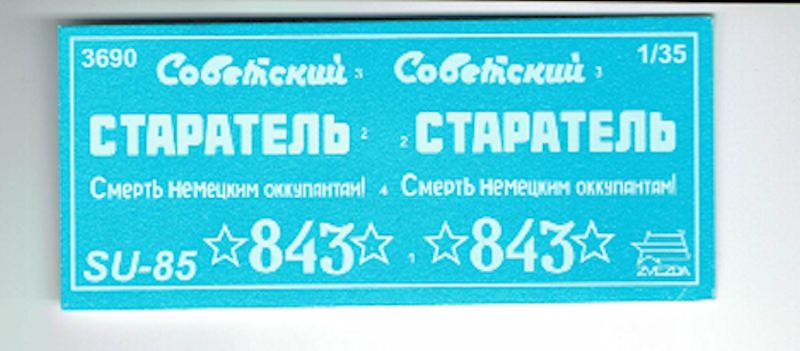 3690 Советский 3 Советский 3 1/35
СТАРАТЕЛЬ 2 2 СТАРАТЕЛЬ
Смерть немецким оккупантам! 4 Смерть немецким оккупантам!
SU-85 ☆843☆ 1 ☆843☆ ZVEZDA